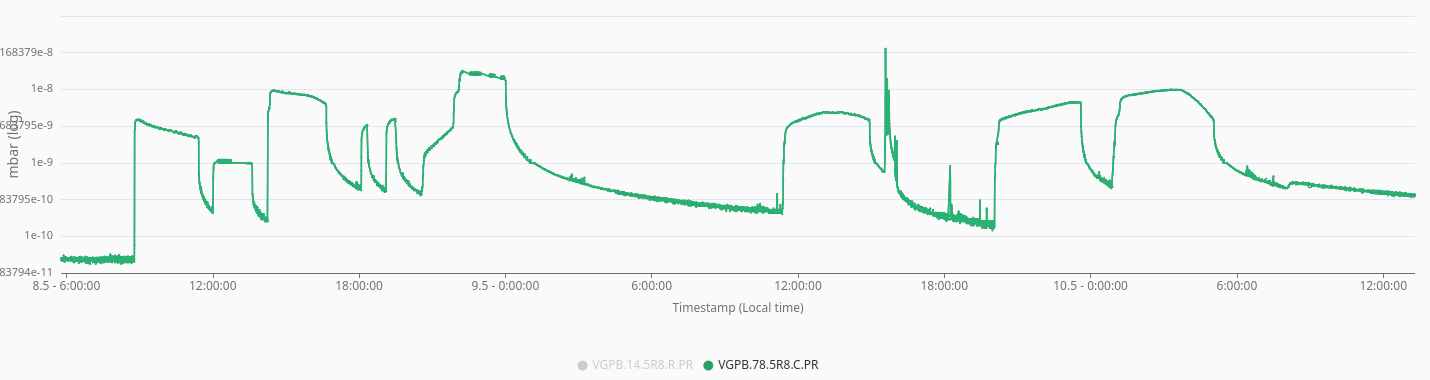 168379e-8
1e-8
683795e-9
1e-9
83795e-10
1e-10
83794e-11
mbar (log)
8.5 - 6:00:00 12:00:00 18:00:00 9.5 - 0:00:00 6:00:00 12:00:00 18:00:00 10.5 - 0:00:00 6:00:00 12:00:00
Timestamp (Local time)
VGPB.14.5R8.R.PR VGPB.78.5R8.C.PR